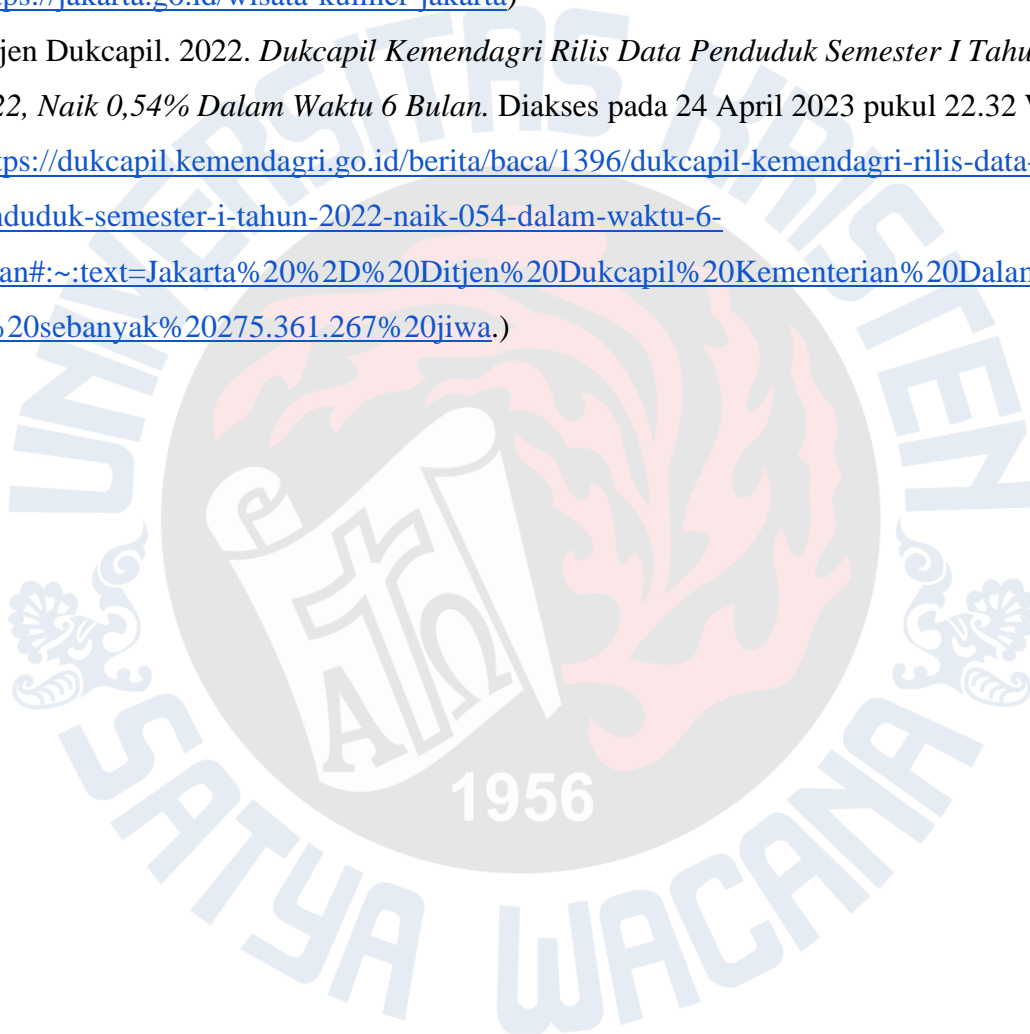 tps://jakarta.go.id/wisata-kuliner-jakarta)
jen Dukcapil. 2022. Dukcapil Kemendagri Rilis Data Penduduk Semester I Tahu
22, Naik 0,54% Dalam Waktu 6 Bulan. Diakses pada 24 April 2023 pukul 22.32
tps://dukcapil.kemendagri.go.id/berita/baca/1396/dukcapil-kemendagri-rilis-data-
nduduk-semester-i-tahun-2022-naik-054-dalam-waktu-6-
an#:~:text=Jakarta%20%2D%20Ditjen%20Dukcapil%20Kementerian%20Dalam
%20sebanyak%20275.361.267%20jiwa.)
UNIVERSITAS KRISTEN
ΑΩ
1956
SATYA WACANA